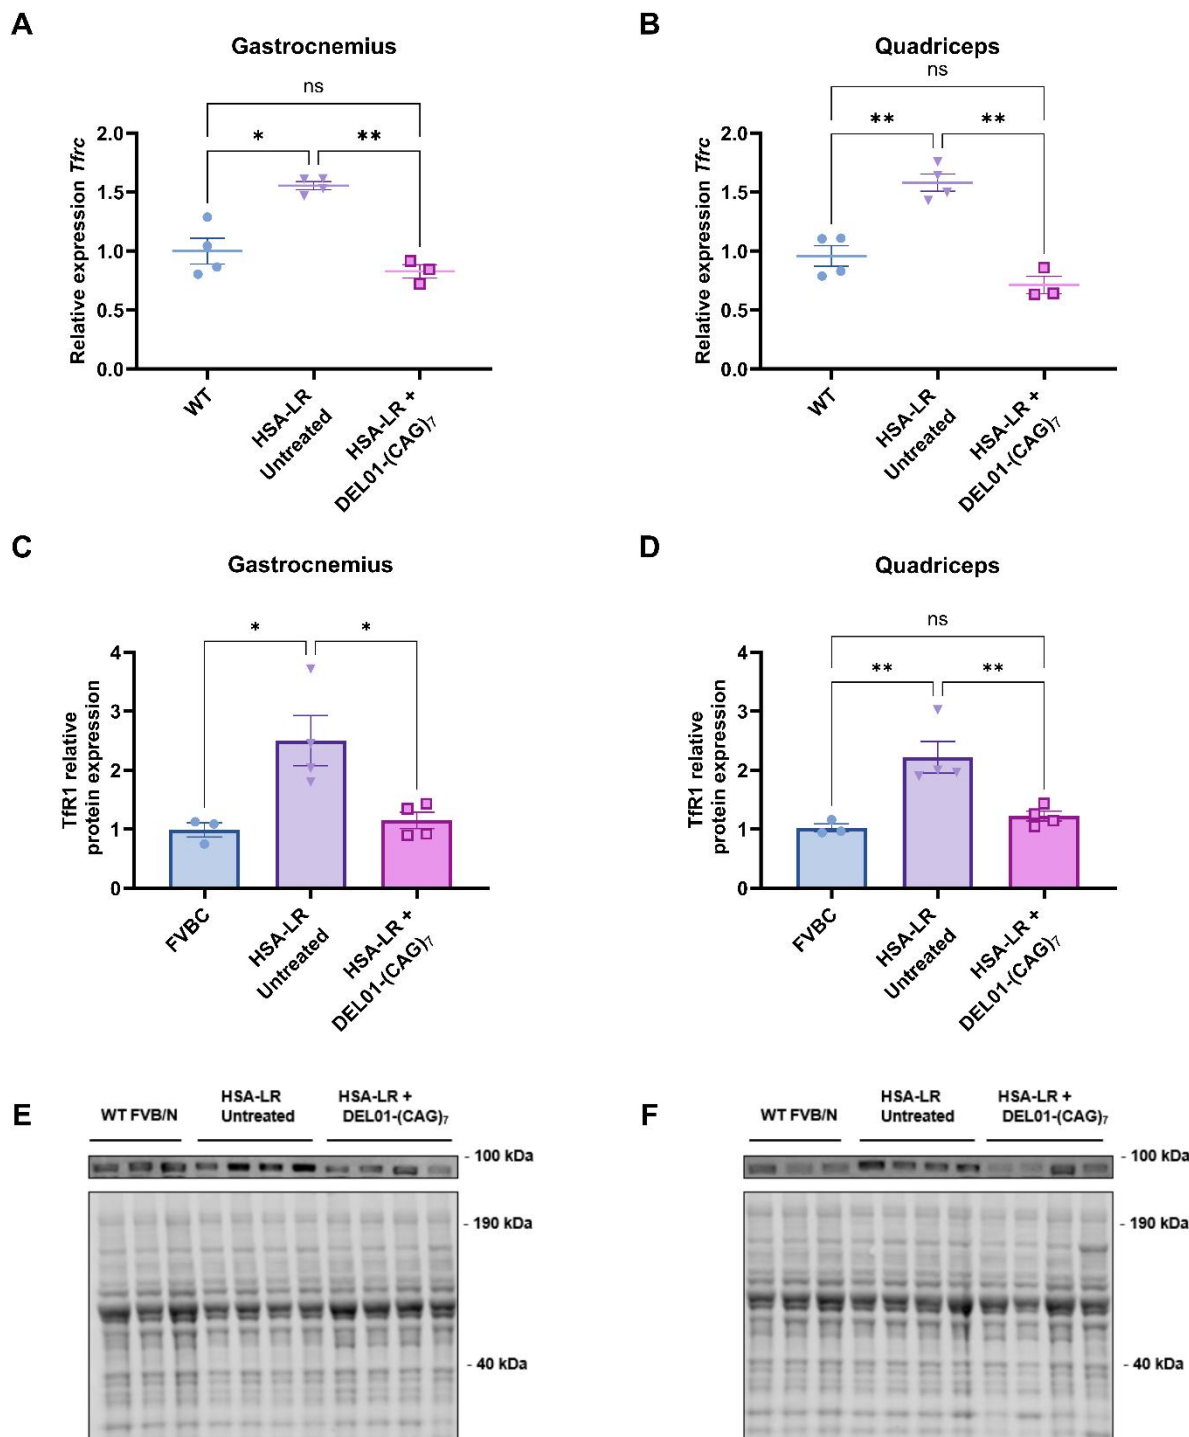 A
Gastrocnemius
ns
* **
Relative expression Tfrc
2.0
1.5
1.0
0.5
0.0
WT
HSA-LR
Untreated
HSA-LR +
DEL01-(CAG)₇
B
Quadriceps
ns
** **
Relative expression Tfrc
2.0
1.5
1.0
0.5
0.0
WT
HSA-LR
Untreated
HSA-LR +
DEL01-(CAG)₇
C
Gastrocnemius
* *
TfR1 relative
protein expression
4
3
2
1
0
FVBC
HSA-LR
Untreated
HSA-LR +
DEL01-(CAG)₇
D
Quadriceps
ns
** **
TfR1 relative
protein expression
4
3
2
1
0
FVBC
HSA-LR
Untreated
HSA-LR +
DEL01-(CAG)₇
E
WT FVB/N
HSA-LR
Untreated
HSA-LR +
DEL01-(CAG)₇
- 100 kDa
- 190 kDa
- 40 kDa
F
WT FVB/N
HSA-LR
Untreated
HSA-LR +
DEL01-(CAG)₇
- 100 kDa
- 190 kDa
- 40 kDa